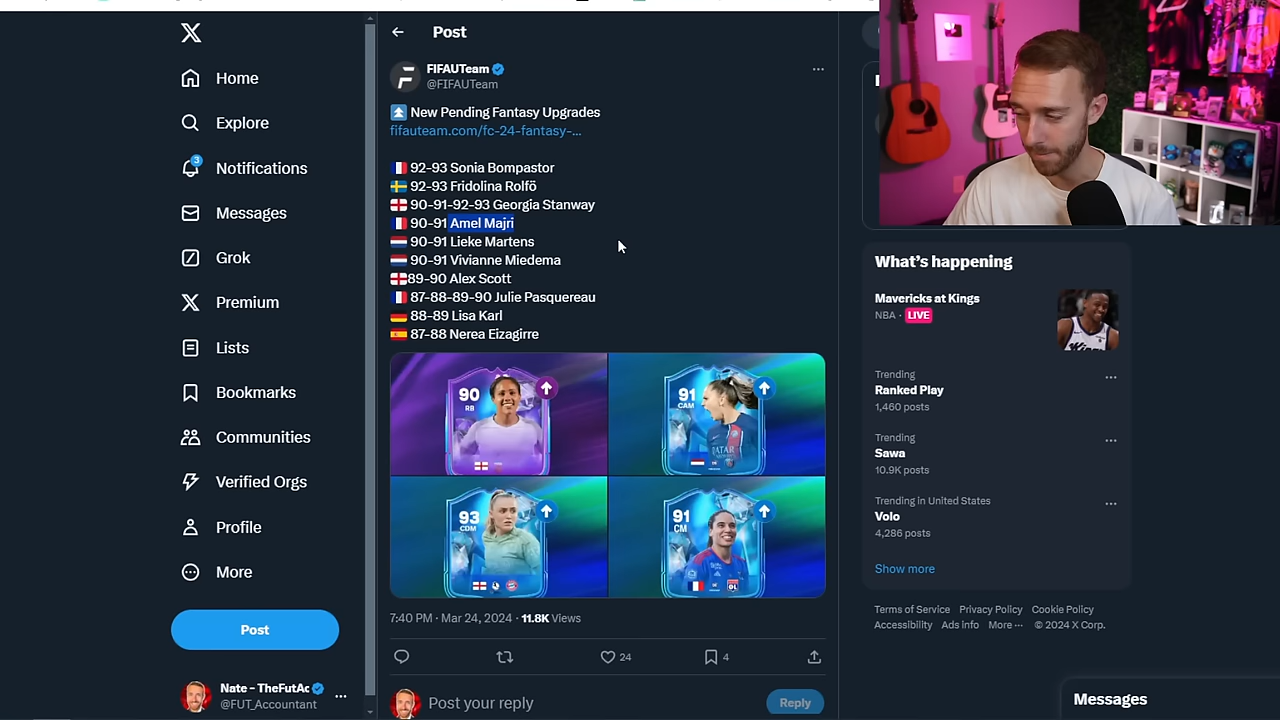 Home
Explore
3
Notifications
Messages
Grok
Premium
Lists
Bookmarks
Communities
Verified Orgs
Profile
More
Post
Nate - TheFutAc
@FUT_Accountant
Post
FIFAUTeam
@FIFAUTeam
New Pending Fantasy Upgrades
fifauteam.com/fc-24-fantasy-...
92-93 Sonia Bompastor
92-93 Fridolina Rolfö
90-91-92-93 Georgia Stanway
90-91 Amel Majri
90-91 Lieke Martens
90-91 Vivianne Miedema
89-90 Alex Scott
87-88-89-90 Julie Pasquereau
88-89 Lisa Karl
87-88 Nerea Eizagirre
90
RB
91
CAM
93
CDM
91
CM
7:40 PM · Mar 24, 2024 · 11.8K Views
24
4
Post your reply
Reply
What's happening
Mavericks at Kings
NBA · LIVE
Trending
Ranked Play
1,460 posts
Trending
Sawa
10.9K posts
Trending in United States
Volo
4,286 posts
Show more
Terms of Service Privacy Policy Cookie Policy
Accessibility Ads info More ··· © 2024 X Corp.
Messages